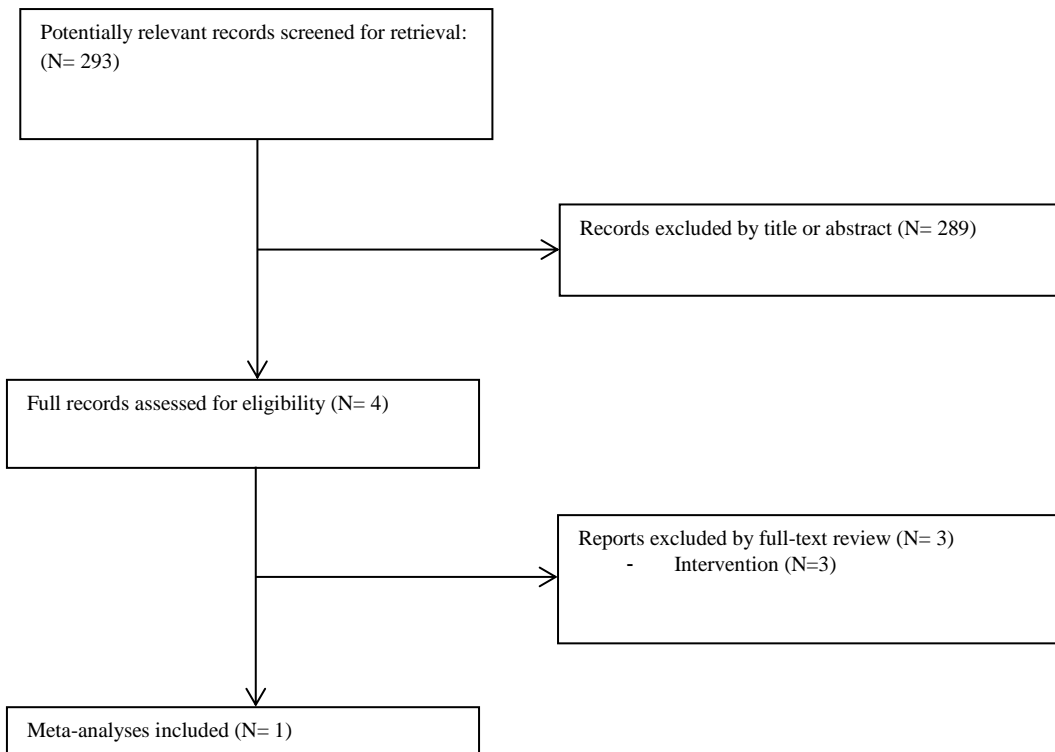 Potentially relevant records screened for retrieval:
(N= 293)
Records excluded by title or abstract (N= 289)
Full records assessed for eligibility (N= 4)
Reports excluded by full-text review (N= 3)
- Intervention (N=3)
Meta-analyses included (N= 1)